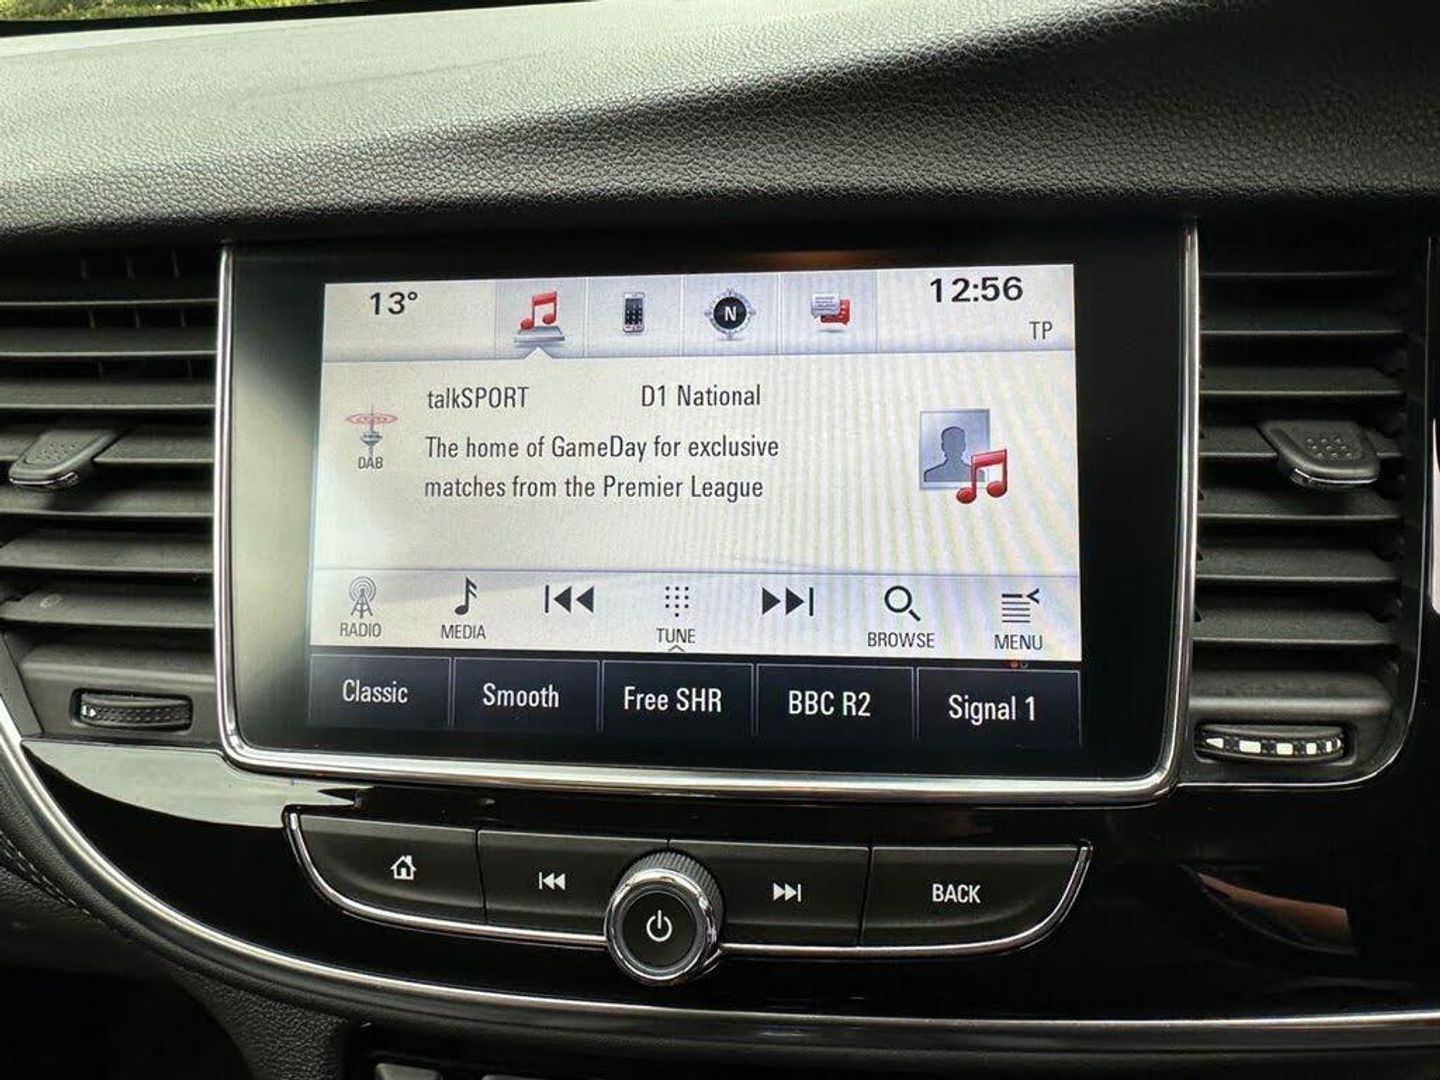 13°
N
12:56
TP
talkSPORT D1 National
DAB
The home of GameDay for exclusive
matches from the Premier League
RADIO MEDIA TUNE BROWSE MENU
Classic Smooth Free SHR BBC R2 Signal 1
BACK